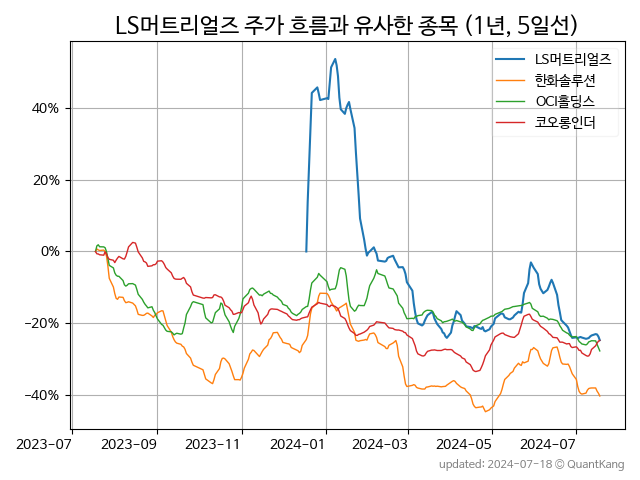 LS머트리얼즈 주가 흐름과 유사한 종목 (1년, 5일선)
LS머트리얼즈
한화솔루션
OCI홀딩스
코오롱인더
40%
20%
0%
−20%
−40%
2023-07 2023-09 2023-11 2024-01 2024-03 2024-05 2024-07
updated: 2024-07-18 © QuantKang